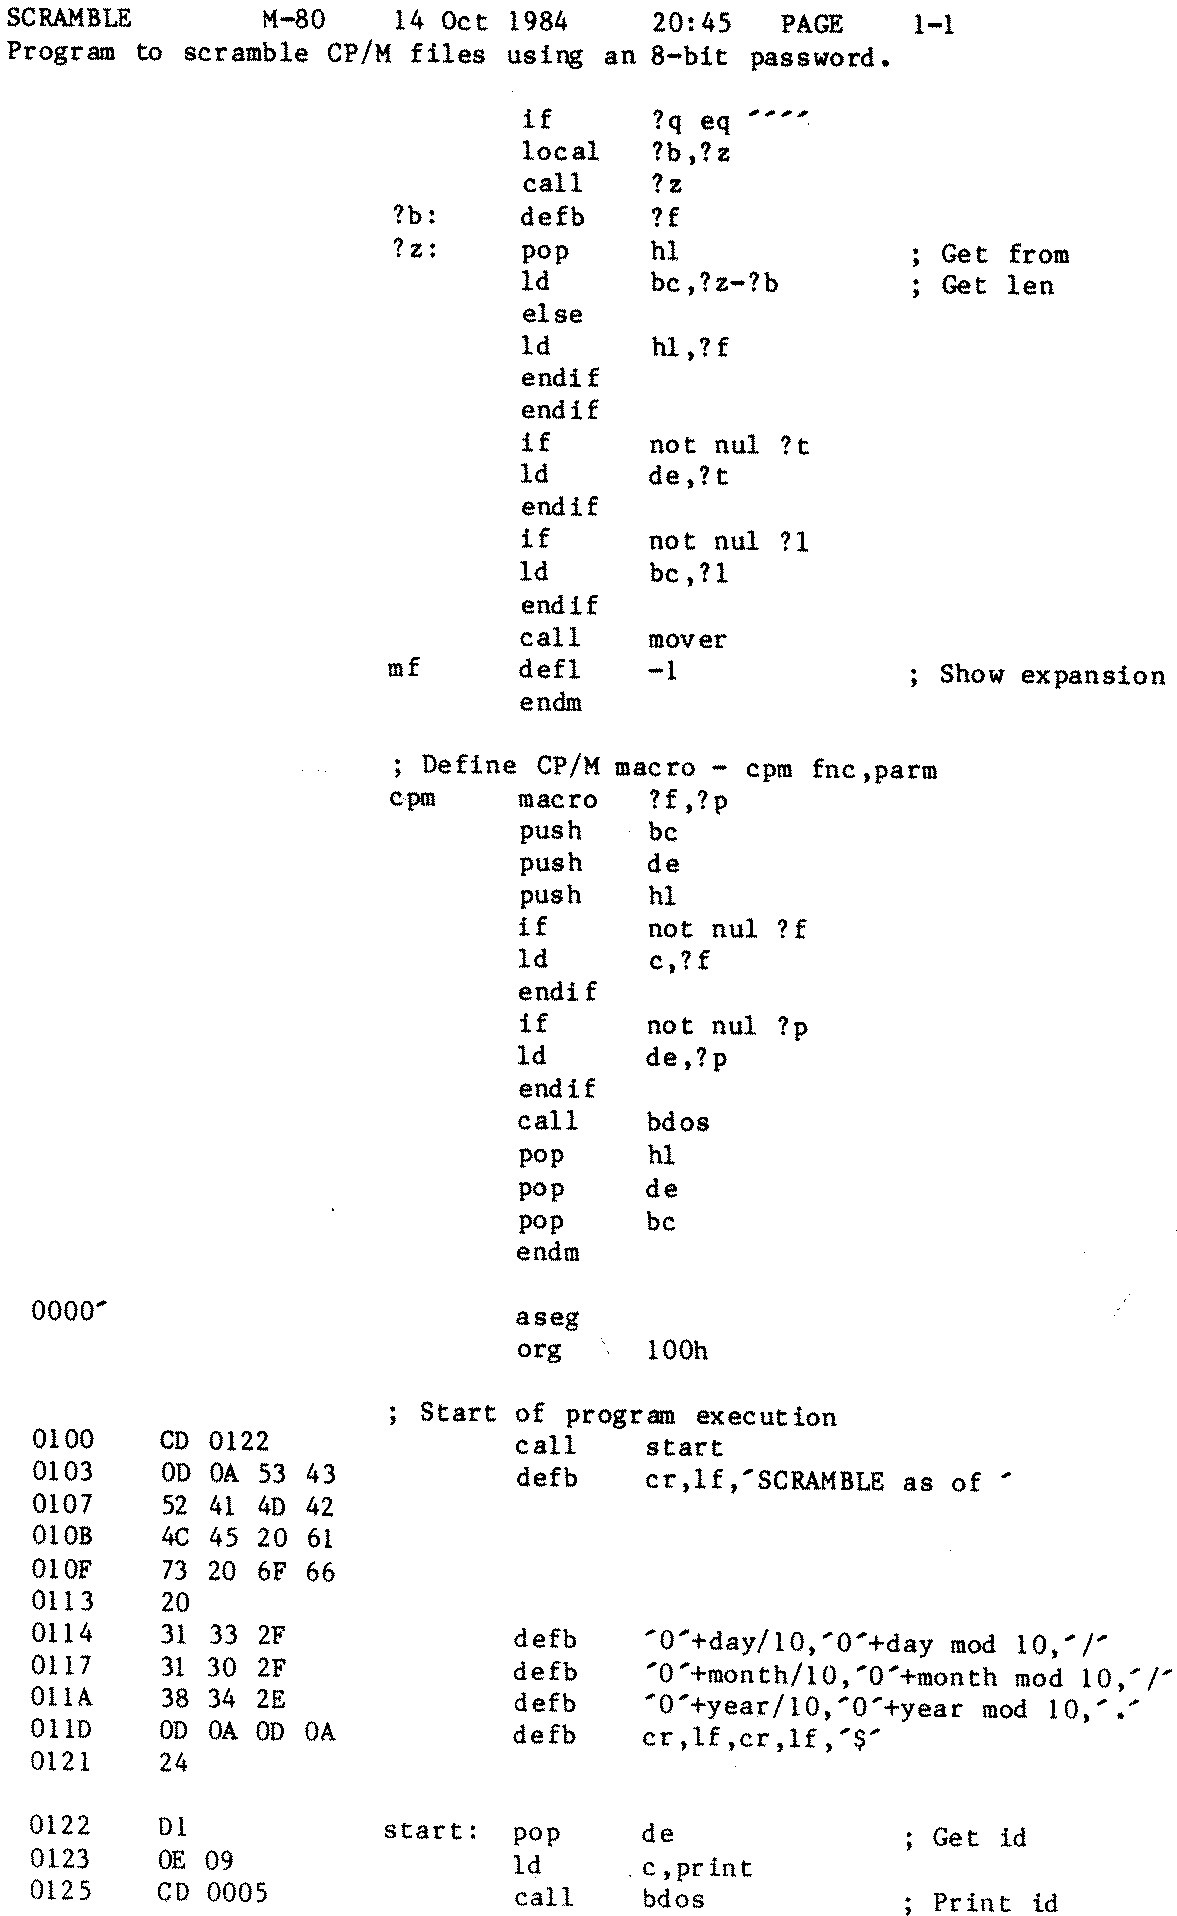 SCRAMBLE        M-80    14 Oct 1984     20:45   PAGE    1-1
Program to scramble CP/M files using an 8-bit password.

                                if      ?q eq ''''
                                local   ?b,?z
                                call    ?z
                        ?b:     defb    ?f
                        ?z:     pop     hl              ; Get from
                                ld      bc,?z-?b        ; Get len
                                else
                                ld      hl,?f
                                endif
                                endif
                                if      not nul ?t
                                ld      de,?t
                                endif
                                if      not nul ?l
                                ld      bc,?l
                                endif
                                call    mover
                        mf      defl    -1              ; Show expansion
                                endm

                        ; Define CP/M macro - cpm fnc,parm
                        cpm     macro   ?f,?p
                                push    bc
                                push    de
                                push    hl
                                if      not nul ?f
                                ld      c,?f
                                endif
                                if      not nul ?p
                                ld      de,?p
                                endif
                                call    bdos
                                pop     hl
                                pop     de
                                pop     bc
                                endm

0000'                           aseg
                                org     100h

                        ; Start of program execution
0100    CD 0122                 call    start
0103    0D 0A 53 43             defb    cr,lf,'SCRAMBLE as of '
0107    52 41 4D 42
010B    4C 45 20 61
010F    73 20 6F 66
0113    20
0114    31 33 2F                defb    '0'+day/10,'0'+day mod 10,'/'
0117    31 30 2F                defb    '0'+month/10,'0'+month mod 10,'/'
011A    38 34 2E                defb    '0'+year/10,'0'+year mod 10,'.'
011D    0D 0A 0D 0A             defb    cr,lf,cr,lf,'$'
0121    24

0122    D1              start:  pop     de              ; Get id
0123    0E 09                   ld      c,print
0125    CD 0005                 call    bdos            ; Print id